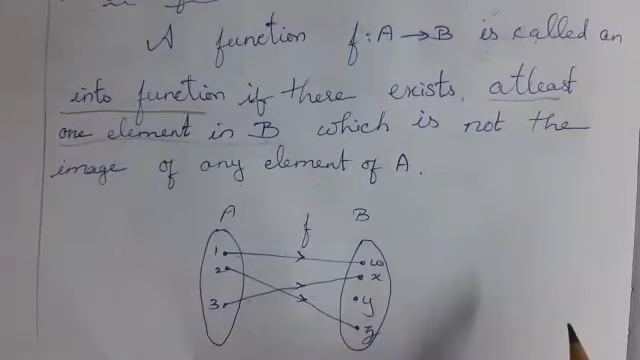 A function f : A → B is called an
into function if there exists, atleast
one element in B which is not the
image of any element of A.
A f B
1 w
2 x
3 y
z